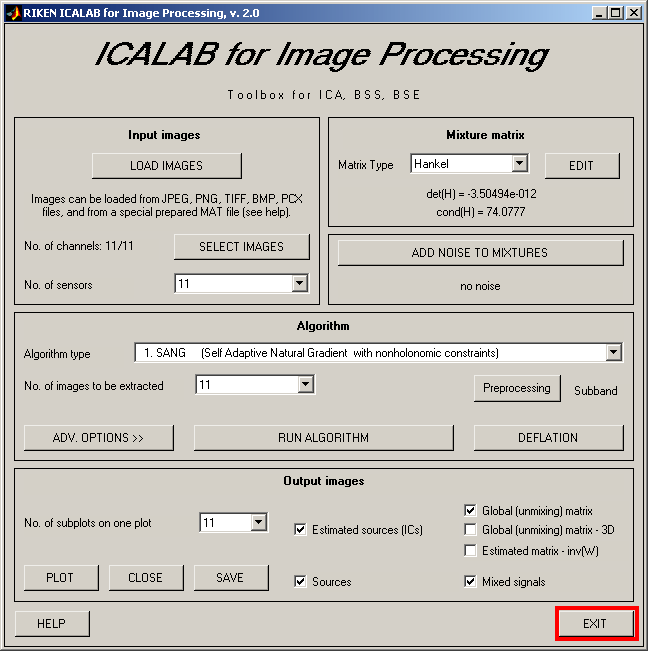 RIKEN ICALAB for Image Processing, v. 2.0
ICALAB for Image Processing
Toolbox for ICA, BSS, BSE
Input images
LOAD IMAGES
Images can be loaded from JPEG, PNG, TIFF, BMP, PCX
files, and from a special prepared MAT file (see help).
No. of channels: 11/11
SELECT IMAGES
No. of sensors
11
Mixture matrix
Matrix Type
Hankel
EDIT
det(H) = -3.50494e-012
cond(H) = 74.0777
ADD NOISE TO MIXTURES
no noise
Algorithm
Algorithm type
1. SANG (Self Adaptive Natural Gradient with nonholonomic constraints)
No. of images to be extracted
11
Preprocessing
Subband
ADV. OPTIONS >>
RUN ALGORITHM
DEFLATION
Output images
No. of subplots on one plot
11
Estimated sources (ICs)
Global (unmixing) matrix
Global (unmixing) matrix - 3D
Estimated matrix - inv(W)
PLOT
CLOSE
SAVE
Sources
Mixed signals
HELP
EXIT